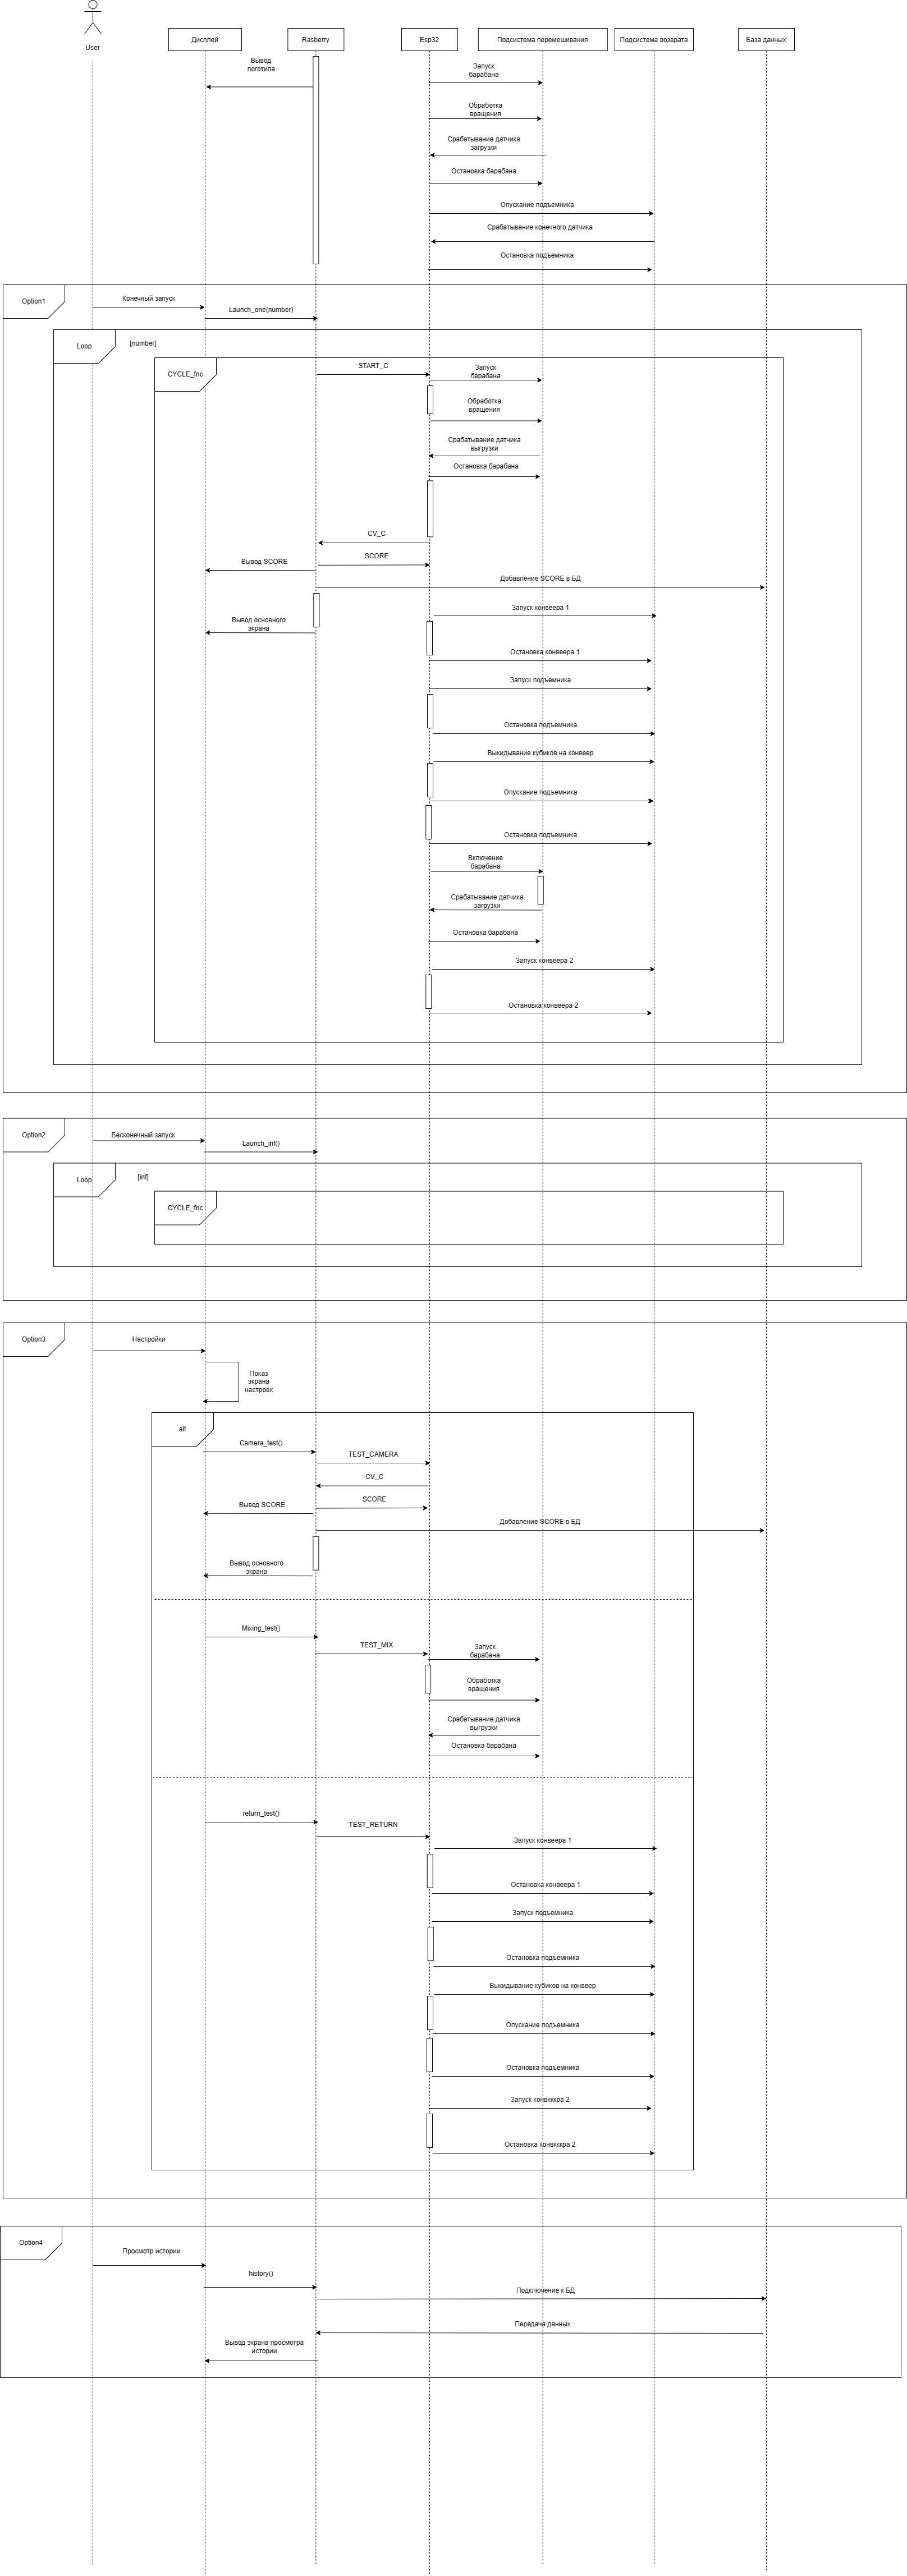 User
Дисплей
Rasberry
Esp32
Подсистема перемешивания
Подсистема возврата
База данных
Вывод
логотипа
Запуск
барабана
Обработка
вращения
Срабатывание датчика
загрузки
Остановка барабана
Опускание подъемника
Срабатывание конечного датчика
Остановка подъемника
Option1
Конечный запуск
Launch_one(number)
Loop
[number]
CYCLE_fnc
START_C
Запуск
барабана
Обработка
вращения
Срабатывание датчика
выгрузки
Остановка барабана
CV_C
SCORE
Вывод SCORE
Добавление SCORE в БД
Запуск конвеера 1
Вывод основного
экрана
Остановка конвеера 1
Запуск подъемника
Остановка подъемника
Выкидывание кубиков на конвеер
Опускание подъемника
Остановка подъемника
Включение
барабана
Срабатывание датчика
загрузки
Остановка барабана
Запуск конвеера 2
Остановка конвеера 2
Option2
Бесконечный запуск
Launch_inf()
Loop
[inf]
CYCLE_fnc
Option3
Настройки
Показ
экрана
настроек
alt
Camera_test()
TEST_CAMERA
CV_C
SCORE
Вывод SCORE
Добавление SCORE в БД
Вывод основного
экрана
Mixing_test()
TEST_MIX
Запуск
барабана
Обработка
вращения
Срабатывание датчика
выгрузки
Остановка барабана
return_test()
TEST_RETURN
Запуск конвеера 1
Остановка конвеера 1
Запуск подъемника
Остановка подъемника
Выкидывание кубиков на конвеер
Опускание подъемника
Остановка подъемника
Запуск 2
Остановка 2
Option4
Просмотр истории
history()
Подключение к БД
Передача данных
Вывод экрана просмотра
истории